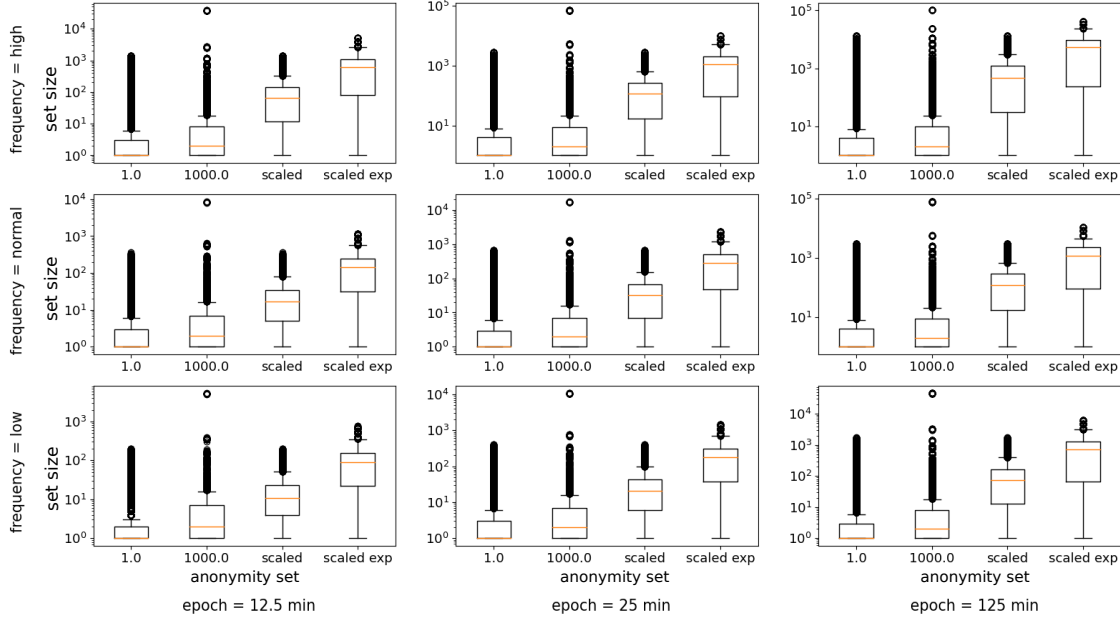 frequency = high
set size
10^4
10^3
10^2
10^1
10^0
1.0 1000.0 scaled scaled exp
10^5
10^3
10^1
1.0 1000.0 scaled scaled exp
10^5
10^3
10^1
1.0 1000.0 scaled scaled exp
frequency = normal
set size
10^4
10^3
10^2
10^1
10^0
1.0 1000.0 scaled scaled exp
10^4
10^3
10^2
10^1
10^0
1.0 1000.0 scaled scaled exp
10^5
10^3
10^1
1.0 1000.0 scaled scaled exp
frequency = low
set size
10^3
10^2
10^1
10^0
1.0 1000.0 scaled scaled exp
anonymity set
epoch = 12.5 min
10^4
10^3
10^2
10^1
10^0
1.0 1000.0 scaled scaled exp
anonymity set
epoch = 25 min
10^4
10^3
10^2
10^1
10^0
1.0 1000.0 scaled scaled exp
anonymity set
epoch = 125 min